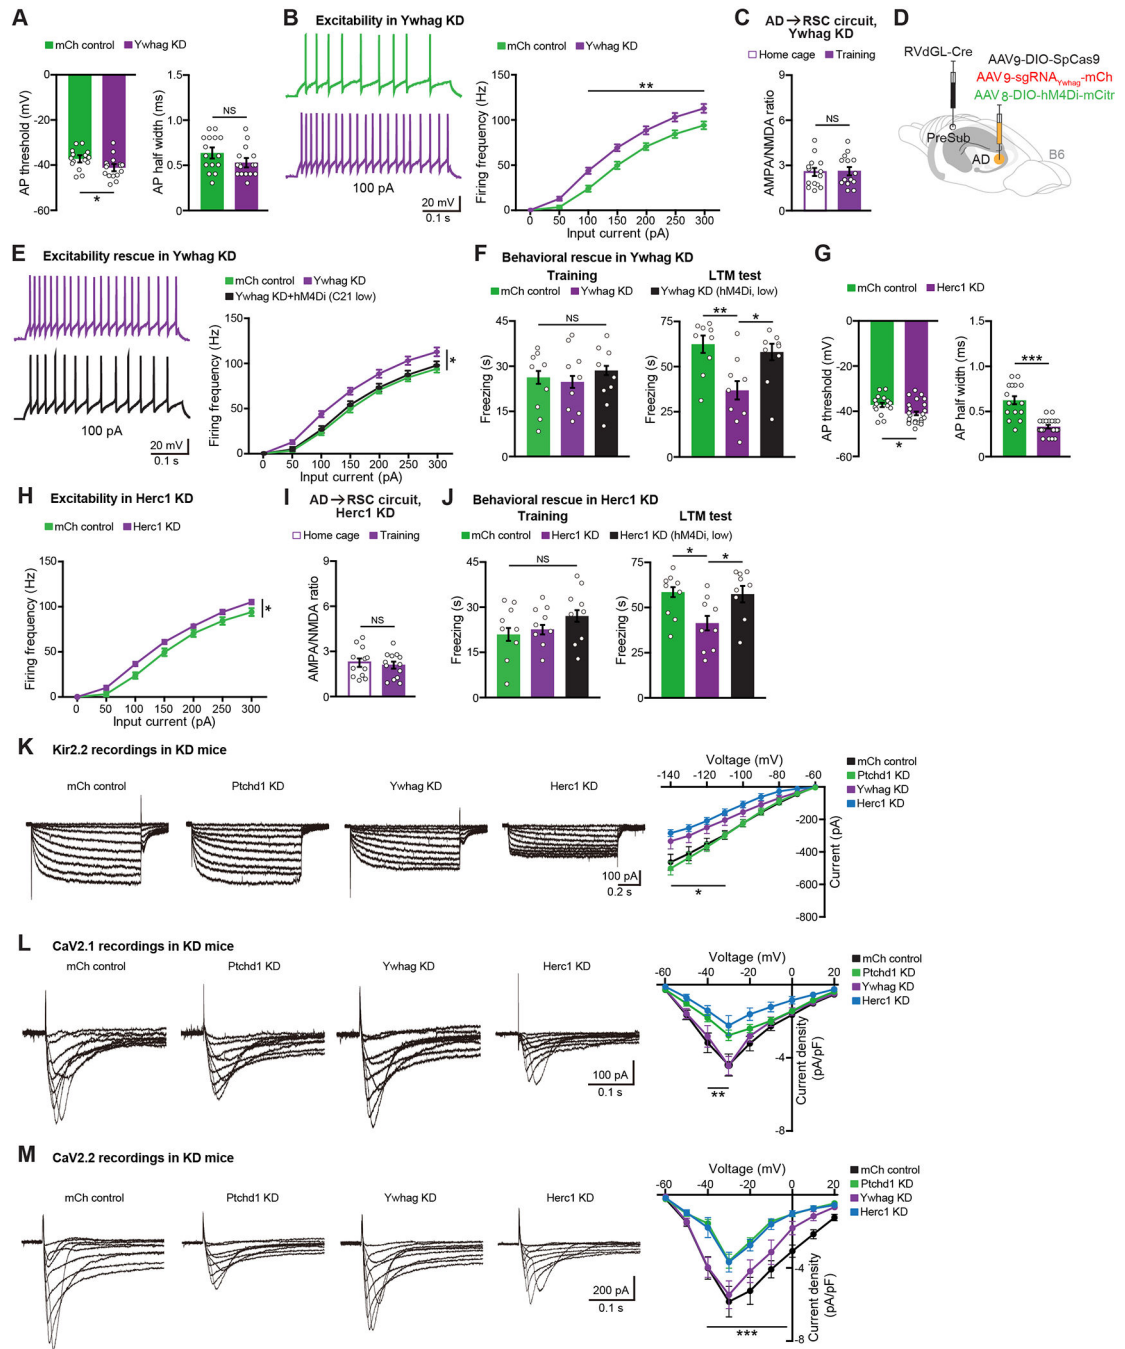 A
mCh control Ywhag KD
AP threshold (mV)
0
-20
-40
-60
*
AP half width (ms)
1.5
1.0
0.5
0
NS
B Excitability in Ywhag KD
mCh control Ywhag KD
100 pA
20 mV
0.1 s
Firing frequency (Hz)
150
100
50
0
**
0 50 100 150 200 250 300
Input current (pA)
C AD→RSC circuit,
Ywhag KD
Home cage Training
AMPA/NMDA ratio
9
6
3
0
NS
D
RVdGL-Cre
AAV9-DIO-SpCas9
AAV9-sgRNAYwhag-mCh
AAV8-DIO-hM4Di-mCitr
PreSub
AD
B6
E Excitability rescue in Ywhag KD
mCh control Ywhag KD
Ywhag KD+hM4Di (C21 low)
100 pA
20 mV
0.1 s
Firing frequency (Hz)
150
100
50
0
*
0 50 100 150 200 250 300
Input current (pA)
F Behavioral rescue in Ywhag KD
Training LTM test
mCh control Ywhag KD Ywhag KD (hM4Di, low)
Freezing (s)
45
30
15
0
NS
Freezing (s)
75
50
25
0
** *
G
mCh control Herc1 KD
AP threshold (mV)
0
-20
-40
-60
*
AP half width (ms)
1.5
1.0
0.5
0
***
H Excitability in Herc1 KD
mCh control Herc1 KD
Firing frequency (Hz)
150
100
50
0
*
0 50 100 150 200 250 300
Input current (pA)
I AD→RSC circuit,
Herc1 KD
Home cage Training
AMPA/NMDA ratio
9
6
3
0
NS
J Behavioral rescue in Herc1 KD
Training LTM test
mCh control Herc1 KD Herc1 KD (hM4Di, low)
Freezing (s)
45
30
15
0
NS
Freezing (s)
75
50
25
0
* *
K Kir2.2 recordings in KD mice
mCh control Ptchd1 KD Ywhag KD Herc1 KD
100 pA
0.2 s
Voltage (mV)
-140 -120 -100 -80 -60
-200
-400
-600
-800
Current (pA)
*
mCh control
Ptchd1 KD
Ywhag KD
Herc1 KD
L CaV2.1 recordings in KD mice
mCh control Ptchd1 KD Ywhag KD Herc1 KD
100 pA
0.1 s
Voltage (mV)
-60 -40 -20 0 20
-4
-8
Current density
(pA/pF)
**
mCh control
Ptchd1 KD
Ywhag KD
Herc1 KD
M CaV2.2 recordings in KD mice
mCh control Ptchd1 KD Ywhag KD Herc1 KD
200 pA
0.1 s
Voltage (mV)
-60 -40 -20 0 20
-4
-8
Current density
(pA/pF)
***
mCh control
Ptchd1 KD
Ywhag KD
Herc1 KD